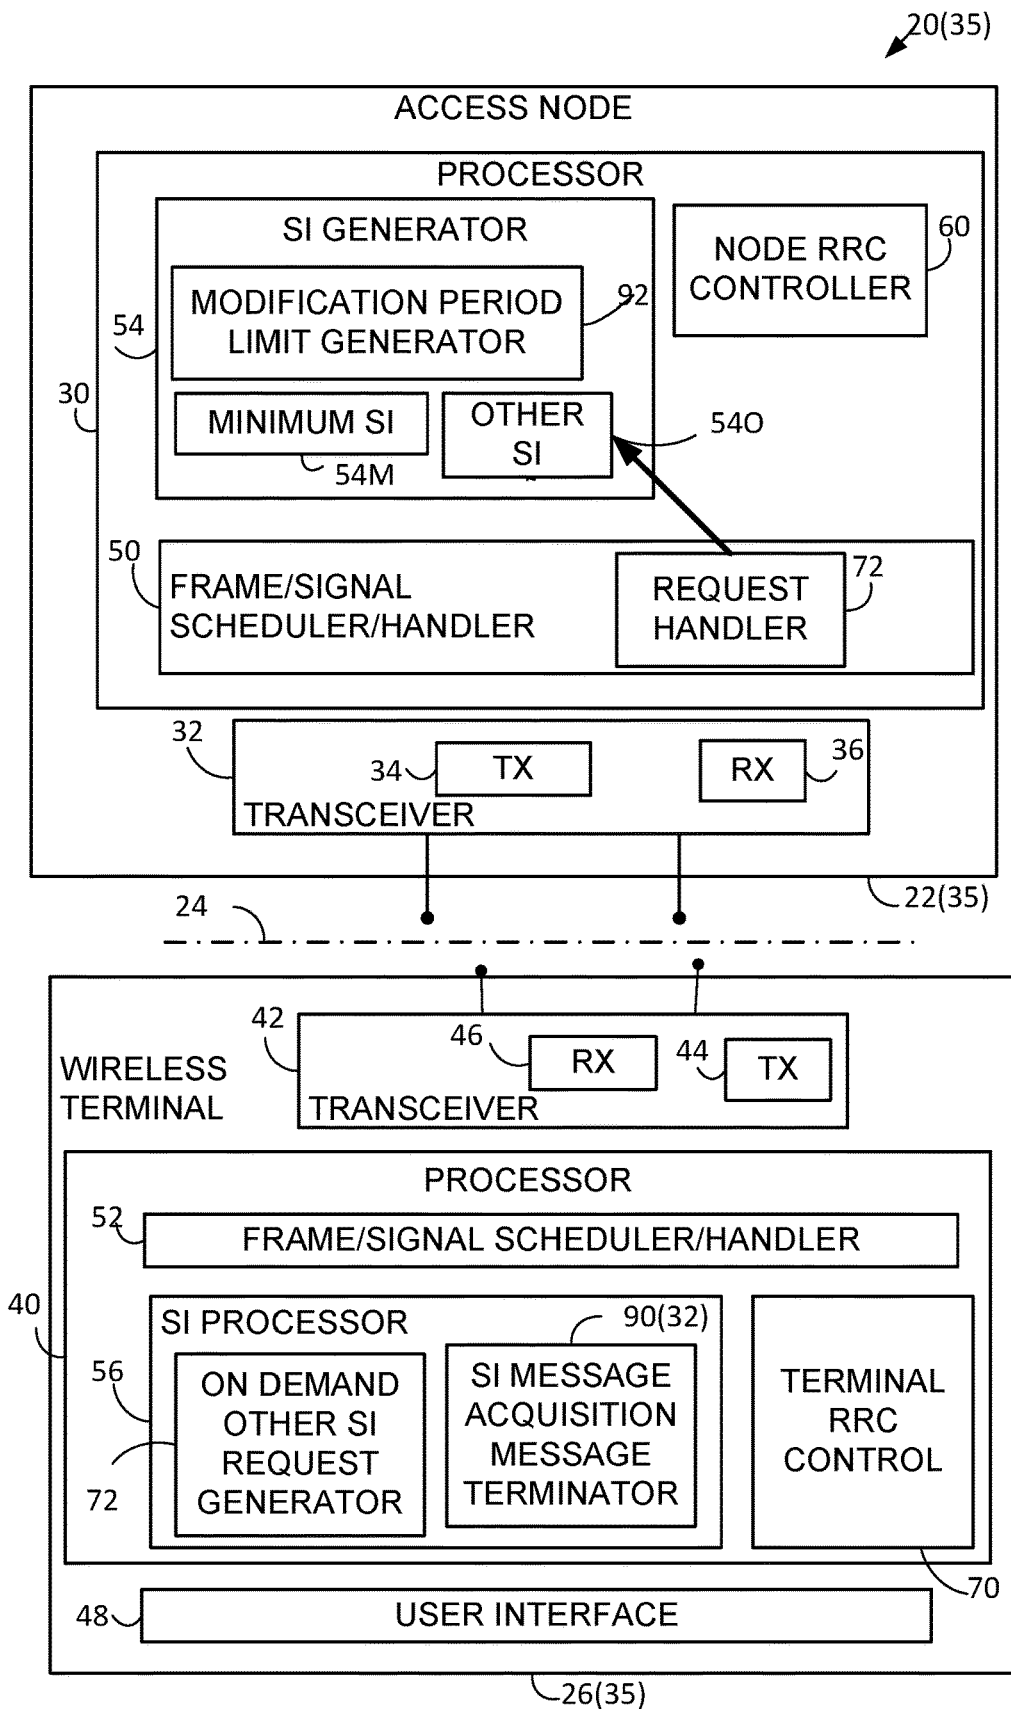 20(35)
ACCESS NODE
PROCESSOR
SI GENERATOR
NODE RRC
CONTROLLER
60
MODIFICATION PERIOD
LIMIT GENERATOR
92
54
30
MINIMUM SI
54M
OTHER
SI
54O
50
FRAME/SIGNAL
SCHEDULER/HANDLER
REQUEST
HANDLER
72
32
34
TX
RX
36
TRANSCEIVER
22(35)
24
WIRELESS
TERMINAL
42
46
RX
44
TX
TRANSCEIVER
PROCESSOR
52
FRAME/SIGNAL SCHEDULER/HANDLER
40
SI PROCESSOR
90(32)
56
ON DEMAND
OTHER SI
REQUEST
GENERATOR
72
SI MESSAGE
ACQUISITION
MESSAGE
TERMINATOR
TERMINAL
RRC
CONTROL
70
48
USER INTERFACE
26(35)